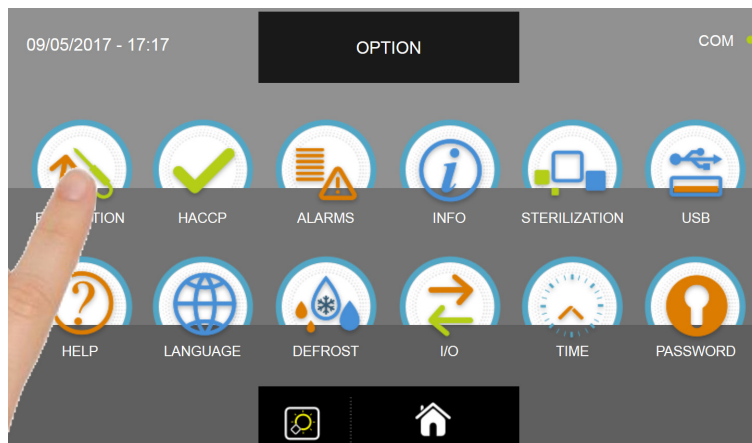 09/05/2017 - 17:17
OPTION
COM
HACCP
ALARMS
INFO
STERILIZATION
USB
HELP
LANGUAGE
DEFROST
I/O
TIME
PASSWORD